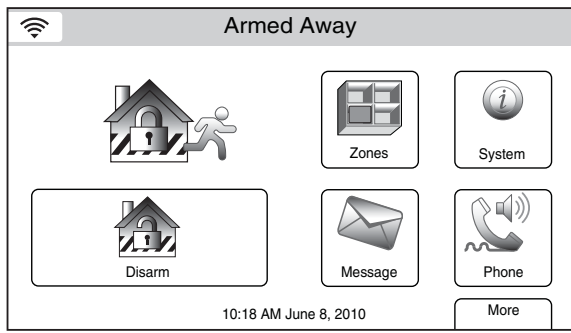 Armed Away
Zones
System
Disarm
Message
Phone
10:18 AM June 8, 2010
More